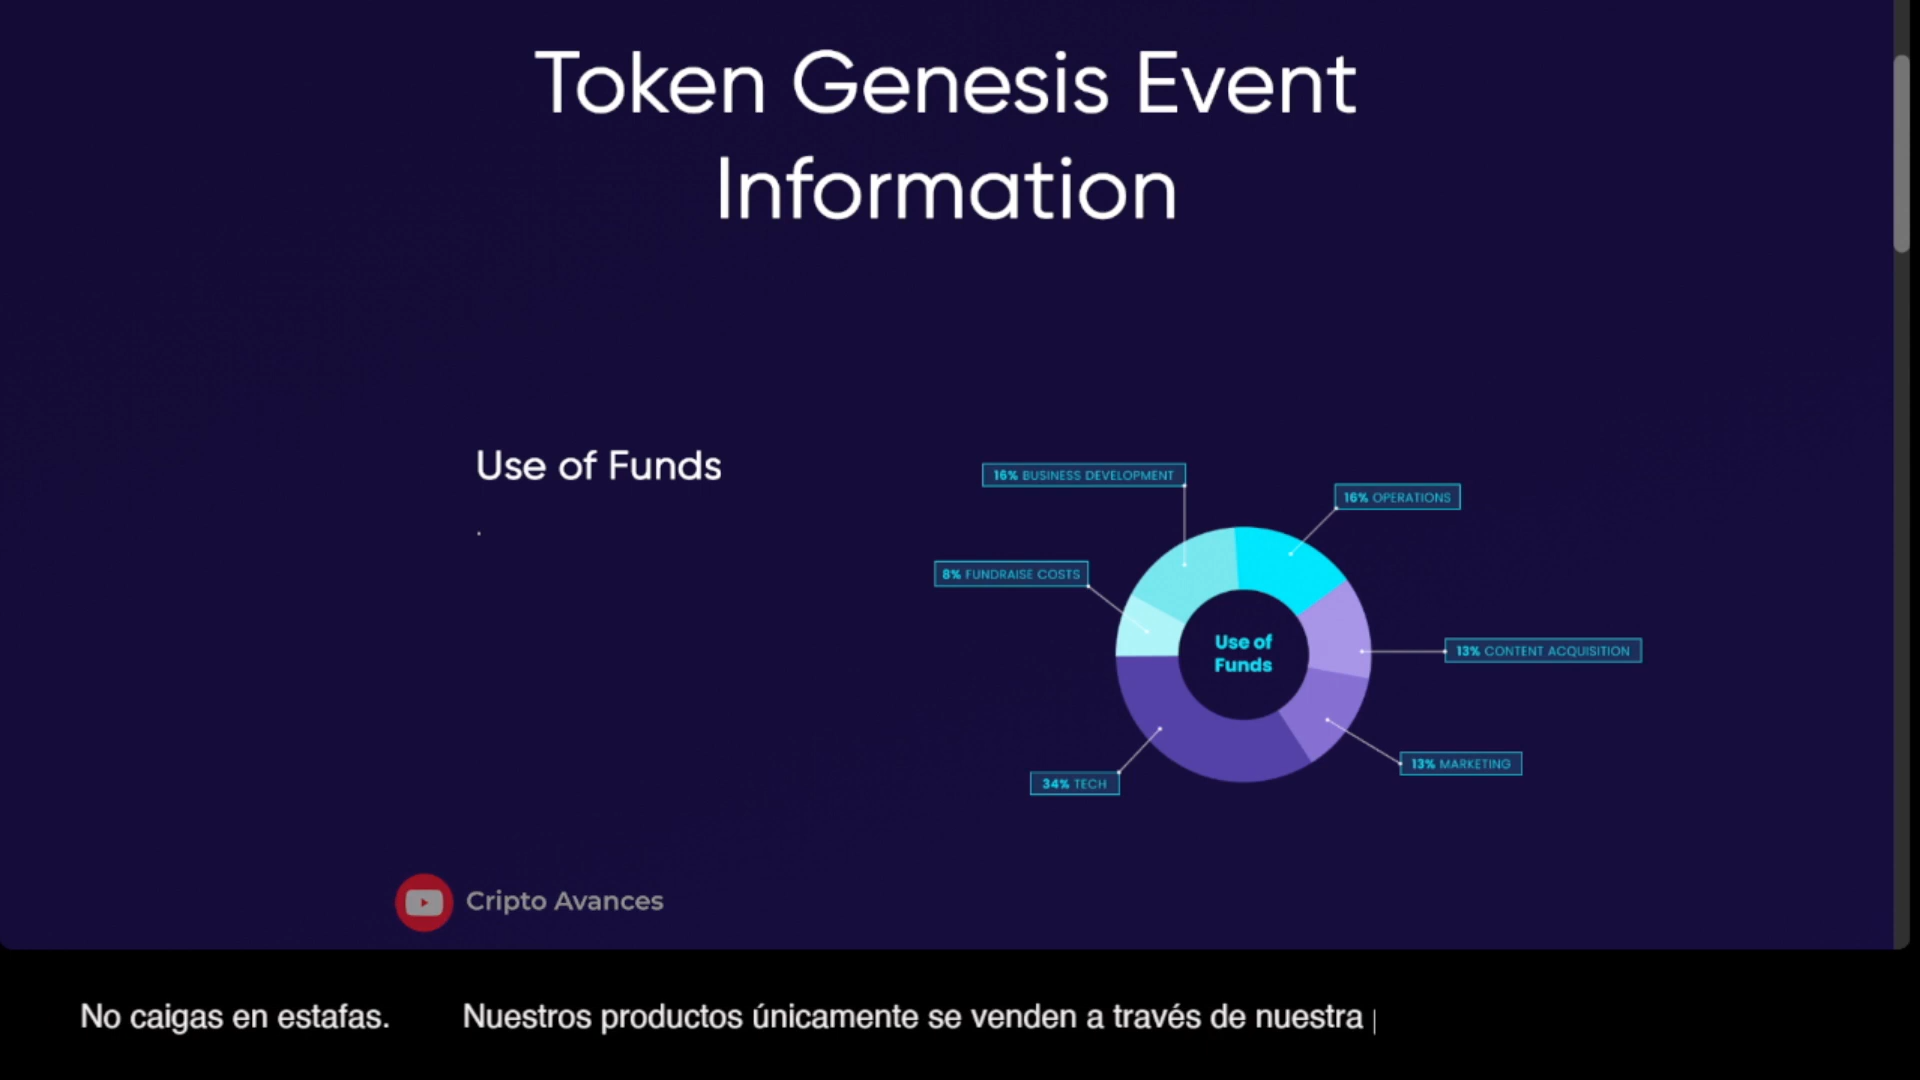 Token Genesis Event
Information
Use of Funds
.
16% BUSINESS DEVELOPMENT
16% OPERATIONS
8% FUNDRAISE COSTS
Use of
Funds
13% CONTENT ACQUISITION
13% MARKETING
34% TECH
Cripto Avances
No caigas en estafas. Nuestros productos únicamente se venden a través de nuestra